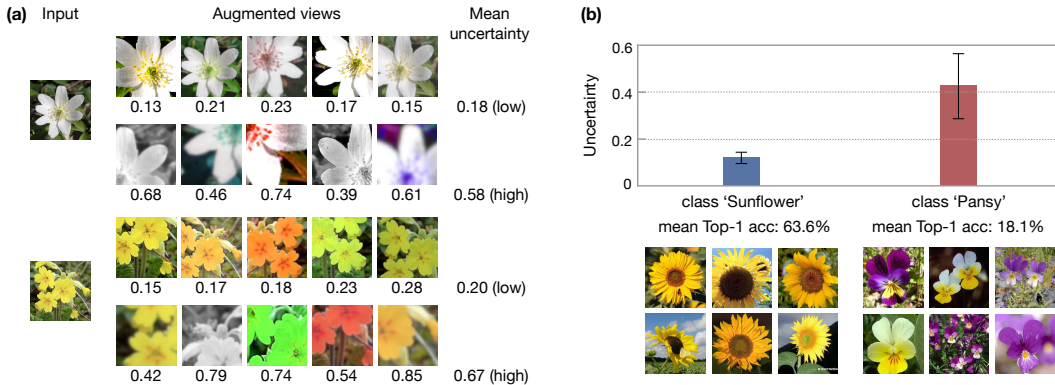 (a)
Input
Augmented views
Mean
uncertainty
0.13 0.21 0.23 0.17 0.15 0.18 (low)
0.68 0.46 0.74 0.39 0.61 0.58 (high)
0.15 0.17 0.18 0.23 0.28 0.20 (low)
0.42 0.79 0.74 0.54 0.85 0.67 (high)
(b)
Uncertainty
0.6
0.4
0.2
0
class ‘Sunflower’
mean Top-1 acc: 63.6%
class ‘Pansy’
mean Top-1 acc: 18.1%